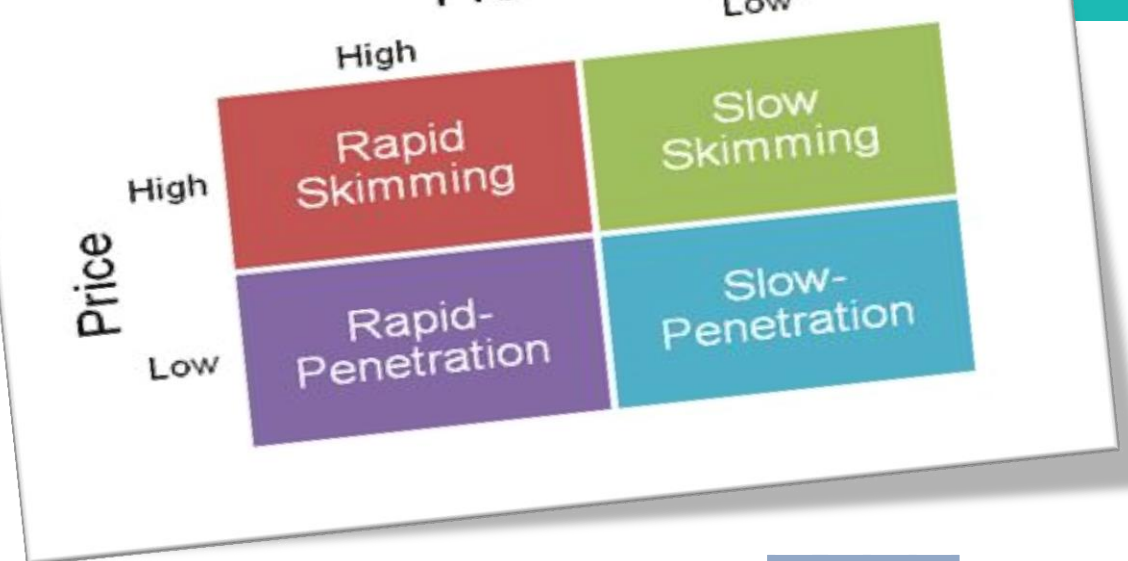 High
Low
High
Rapid
Skimming
Slow
Skimming
Price
Low
Rapid-
Penetration
Slow-
Penetration